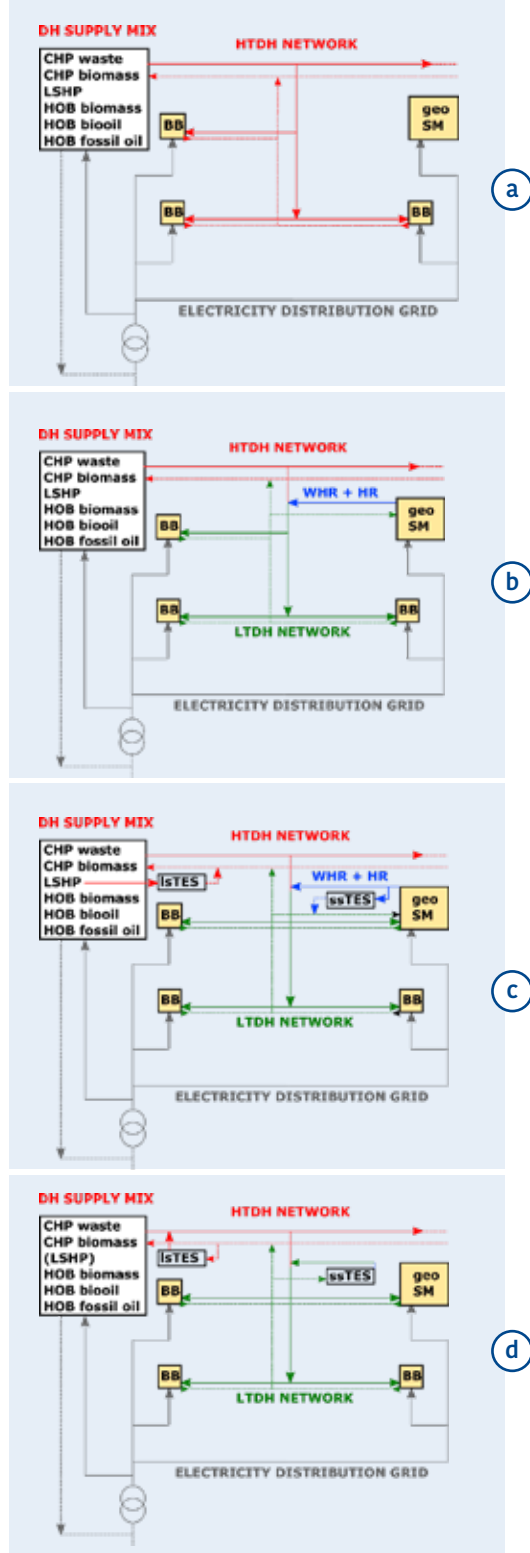 DH SUPPLY MIX
HTDH NETWORK
CHP waste
CHP biomass
LSHP
HOB biomass
HOB biooil
HOB fossil oil
BB
geo
SM
BB
BB
ELECTRICITY DISTRIBUTION GRID
a
DH SUPPLY MIX
HTDH NETWORK
CHP waste
CHP biomass
LSHP
HOB biomass
HOB biooil
HOB fossil oil
WHR + HR
BB
geo
SM
BB
BB
LTDH NETWORK
ELECTRICITY DISTRIBUTION GRID
b
DH SUPPLY MIX
HTDH NETWORK
CHP waste
CHP biomass
LSHP
HOB biomass
HOB biooil
HOB fossil oil
lsTES
WHR + HR
ssTES
BB
geo
SM
BB
BB
LTDH NETWORK
ELECTRICITY DISTRIBUTION GRID
c
DH SUPPLY MIX
HTDH NETWORK
CHP waste
CHP biomass
(LSHP)
HOB biomass
HOB biooil
HOB fossil oil
lsTES
ssTES
BB
geo
SM
BB
BB
LTDH NETWORK
ELECTRICITY DISTRIBUTION GRID
d